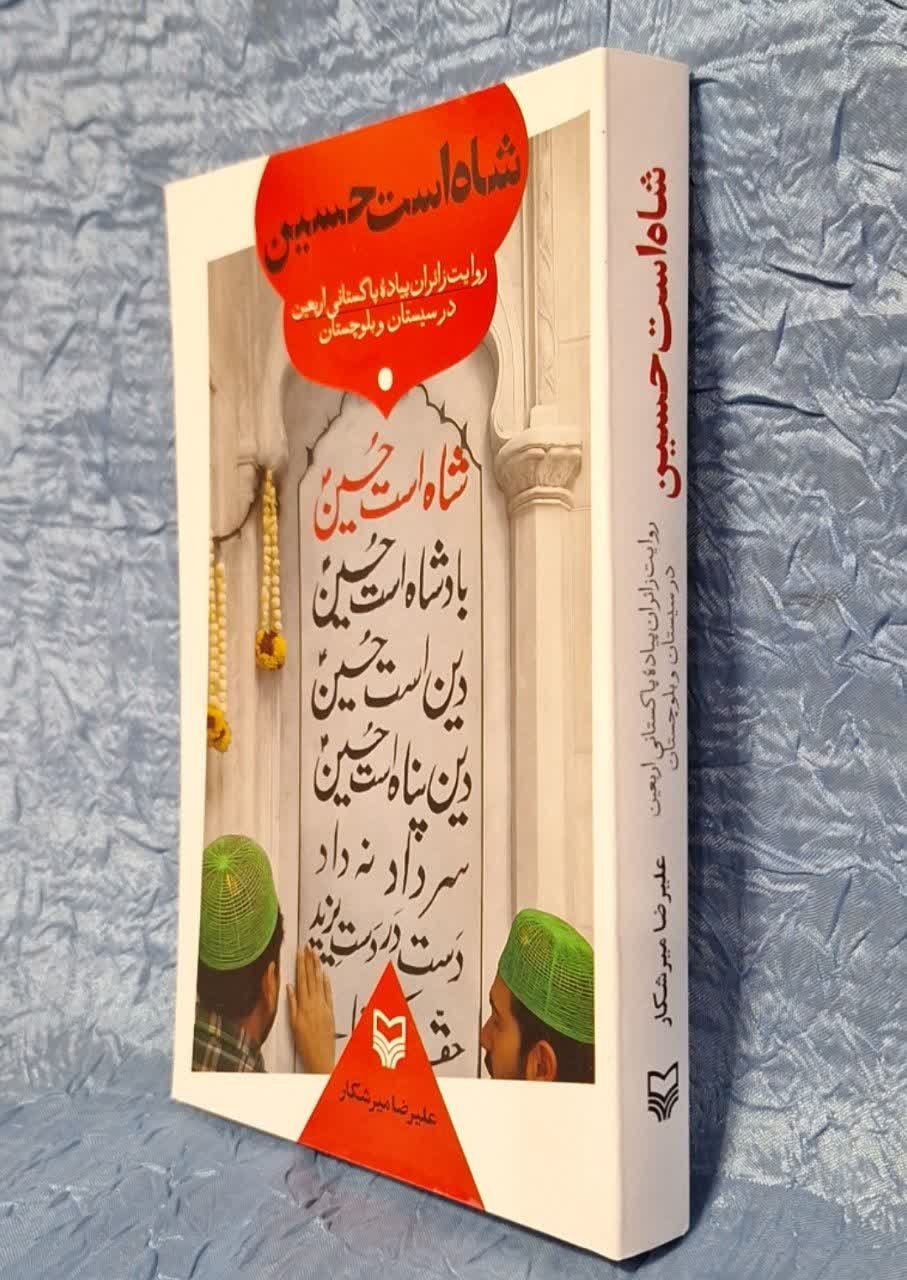 شاه است حسین
روایت زائران پیادهٔ پاکستانی اربعین
در سیستان و بلوچستان
شاه است حسین
بادشاه است حسین
دین است حسین
دین پناه است حسین
سر داد نه داد
دست در دست یزید
حقّ
علیرضا میرشکار
شاه است حسین
روایت زائران پیادهٔ پاکستانی اربعین
در سیستان و بلوچستان
علیرضا میرشکار